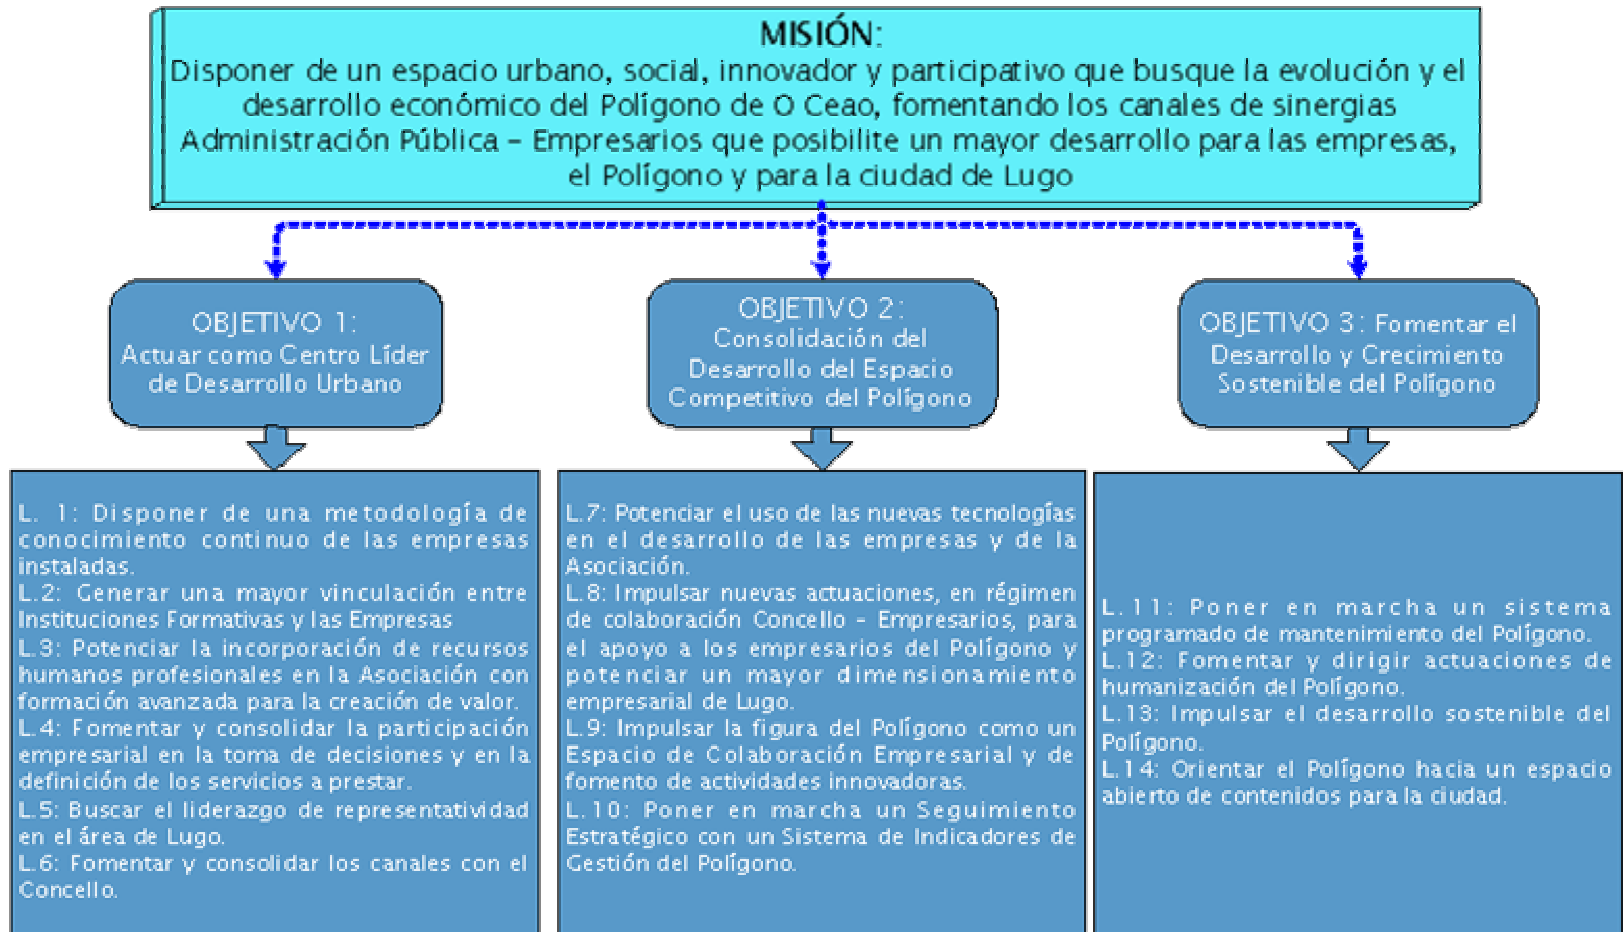 MISIÓN:
Disponer de un espacio urbano, social, innovador y participativo que busque la evolución y el
desarrollo económico del Polígono de O Ceao, fomentando los canales de sinergias
Administración Pública – Empresarios que posibilite un mayor desarrollo para las empresas,
el Polígono y para la ciudad de Lugo
OBJETIVO 1:
Actuar como Centro Líder
de Desarrollo Urbano
OBJETIVO 2:
Consolidación del
Desarrollo del Espacio
Competitivo del Polígono
OBJETIVO 3: Fomentar el
Desarrollo y Crecimiento
Sostenible del Polígono
L. 1: Disponer de una metodología de
conocimiento continuo de las empresas
instaladas.
L.2: Generar una mayor vinculación entre
Instituciones Formativas y las Empresas
L.3: Potenciar la incorporación de recursos
humanos profesionales en la Asociación con
formación avanzada para la creación de valor.
L.4: Fomentar y consolidar la participación
empresarial en la toma de decisiones y en la
definición de los servicios a prestar.
L.5: Buscar el liderazgo de representatividad
en el área de Lugo.
L.6: Fomentar y consolidar los canales con el
Concello.
L.7: Potenciar el uso de las nuevas tecnologías
en el desarrollo de las empresas y de la
Asociación.
L.8: Impulsar nuevas actuaciones, en régimen
de colaboración Concello – Empresarios, para
el apoyo a los empresarios del Polígono y
potenciar un mayor dimensionamiento
empresarial de Lugo.
L.9: Impulsar la figura del Polígono como un
Espacio de Colaboración Empresarial y de
fomento de actividades innovadoras.
L.10: Poner en marcha un Seguimiento
Estratégico con un Sistema de Indicadores de
Gestión del Polígono.
L.11: Poner en marcha un sistema
programado de mantenimiento del Polígono.
L.12: Fomentar y dirigir actuaciones de
humanización del Polígono.
L.13: Impulsar el desarrollo sostenible del
Polígono.
L.14: Orientar el Polígono hacia un espacio
abierto de contenidos para la ciudad.